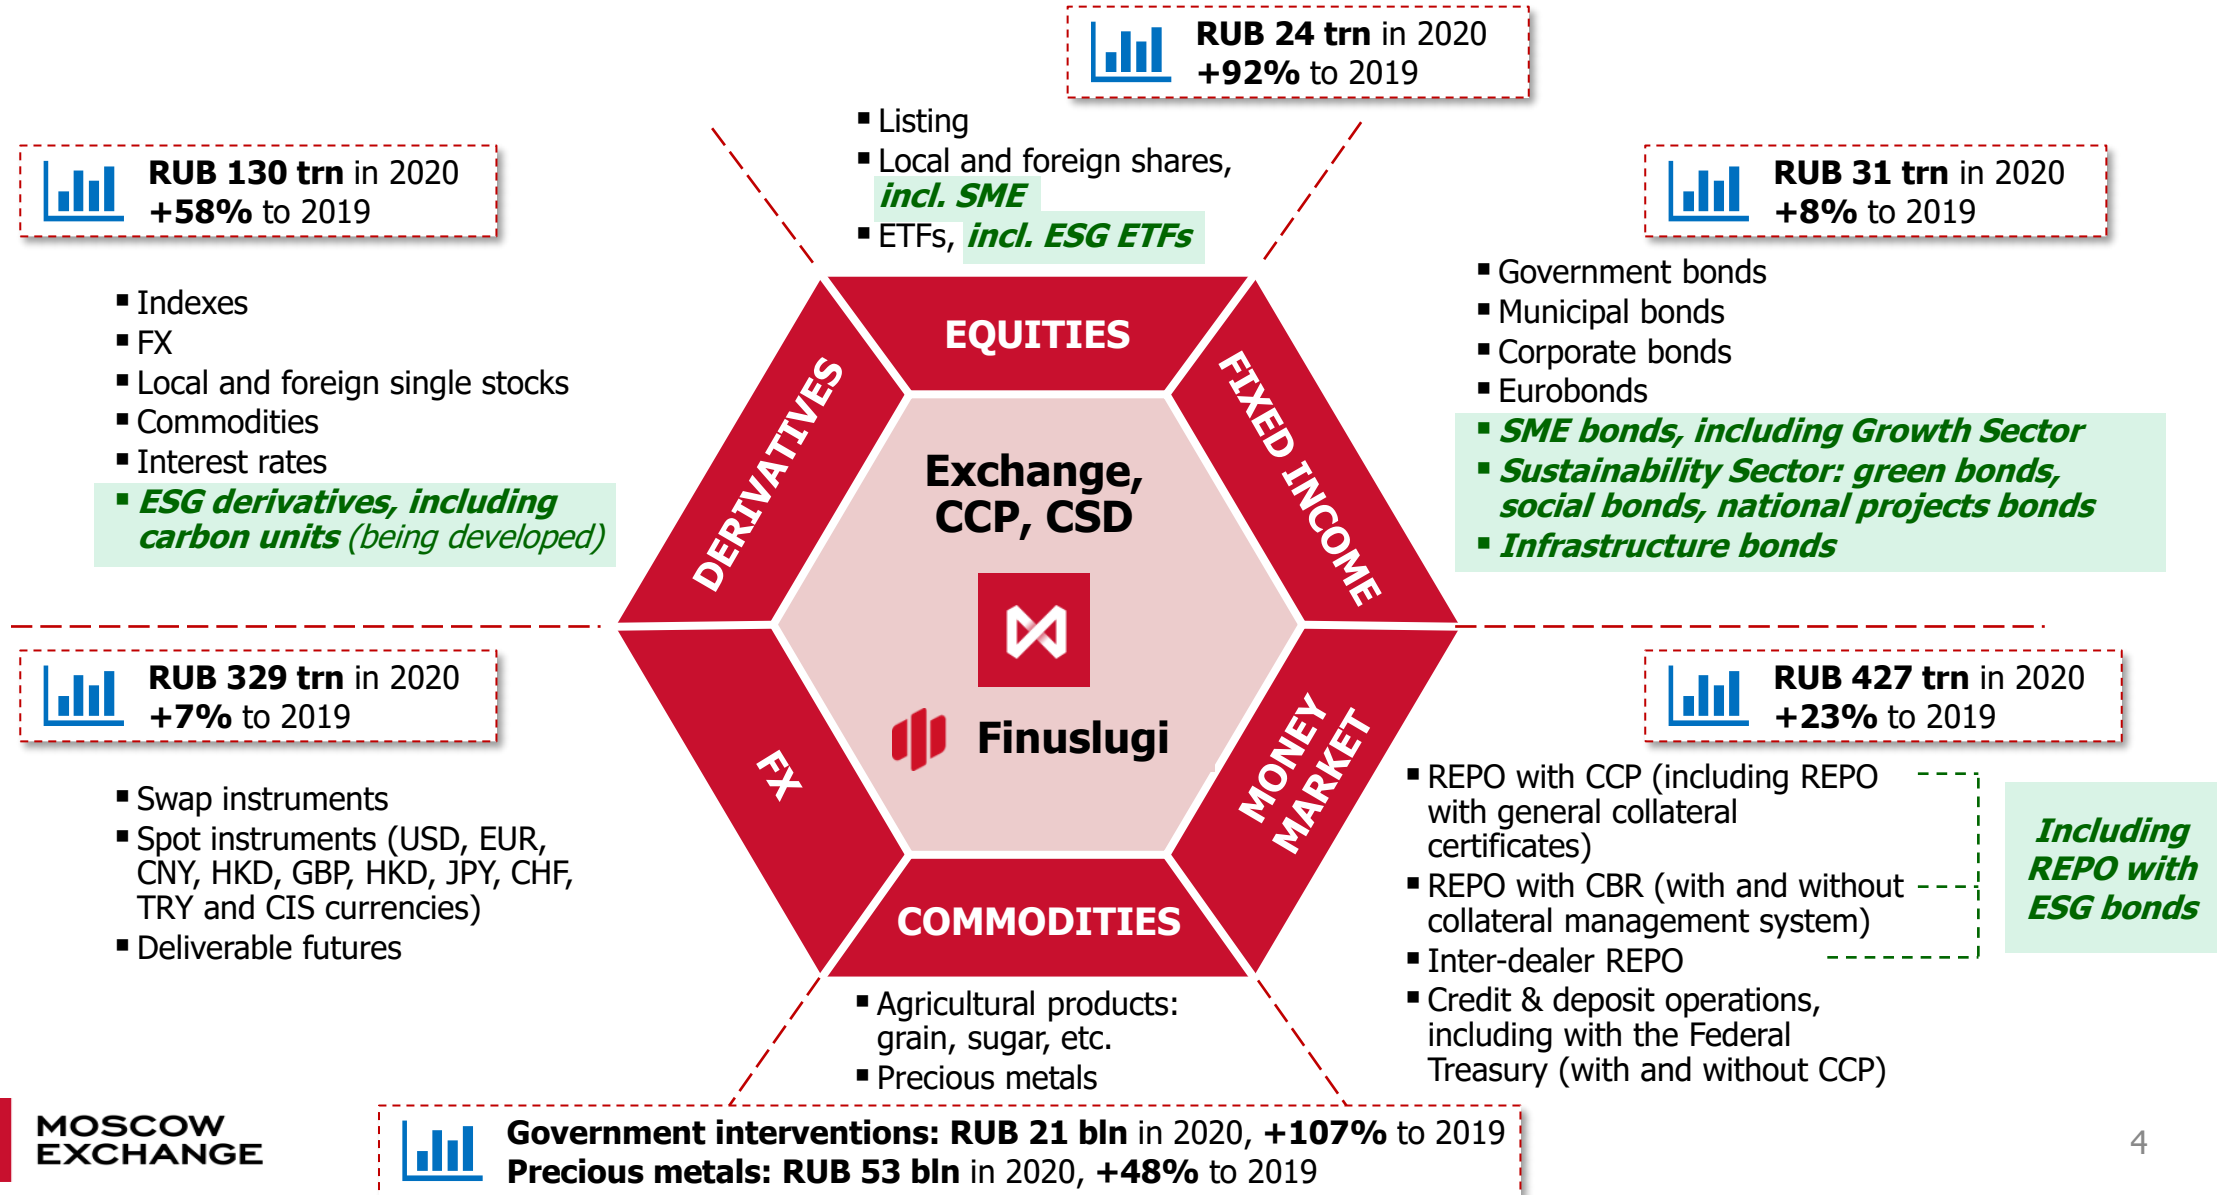 RUB 24 trn in 2020
+92% to 2019
▪ Listing
▪ Local and foreign shares,
incl. SME
▪ ETFs, incl. ESG ETFs
RUB 130 trn in 2020
+58% to 2019
▪ Indexes
▪ FX
▪ Local and foreign single stocks
▪ Commodities
▪ Interest rates
▪ ESG derivatives, including
carbon units (being developed)
RUB 31 trn in 2020
+8% to 2019
▪ Government bonds
▪ Municipal bonds
▪ Corporate bonds
▪ Eurobonds
▪ SME bonds, including Growth Sector
▪ Sustainability Sector: green bonds,
social bonds, national projects bonds
▪ Infrastructure bonds
EQUITIES
DERIVATIVES
FIXED INCOME
Exchange,
CCP, CSD
Finuslugi
FX
MONEY
MARKET
COMMODITIES
RUB 329 trn in 2020
+7% to 2019
▪ Swap instruments
▪ Spot instruments (USD, EUR,
CNY, HKD, GBP, HKD, JPY, CHF,
TRY and CIS currencies)
▪ Deliverable futures
RUB 427 trn in 2020
+23% to 2019
▪ REPO with CCP (including REPO
with general collateral
certificates)
▪ REPO with CBR (with and without
collateral management system)
▪ Inter-dealer REPO
▪ Credit & deposit operations,
including with the Federal
Treasury (with and without CCP)
Including
REPO with
ESG bonds
▪ Agricultural products:
grain, sugar, etc.
▪ Precious metals
Government interventions: RUB 21 bln in 2020, +107% to 2019
Precious metals: RUB 53 bln in 2020, +48% to 2019
MOSCOW
EXCHANGE
4